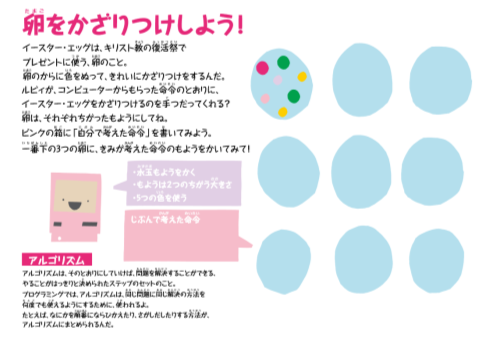 卵をかざりつけしよう!
イースター・エッグは、キリスト教の復活祭で
プレゼントに使う、卵のこと。
卵のからに色をぬって、きれいにかざりつけをするんだ。
ルビィが、コンピューターからもらった命令のとおりに、
イースター・エッグをかざりつけるのを手つだってくれる?
卵は、それぞれちがったもようにしてね。
ピンクの箱に「自分で考えた命令」を書いてみよう。
一番下の3つの卵に、きみが考えた命令のもようをかいてみて!
・水玉もようをかく
・もようは2つのちがう大きさ
・5つの色を使う
じぶんで考えた命令
アルゴリズム
アルゴリズムは、そのとおりにしていけば、問題を解決することができる、
やることがはっきりと決められたステップのセットのこと。
プログラミングでは、アルゴリズムは、同じ問題に同じ解決の方法を
何度でも使えるようにするために、使われるよ。
たとえば、なにかを順番にならびかえたり、さがしだしたりする方法が、
アルゴリズムにまとめられるんだ。